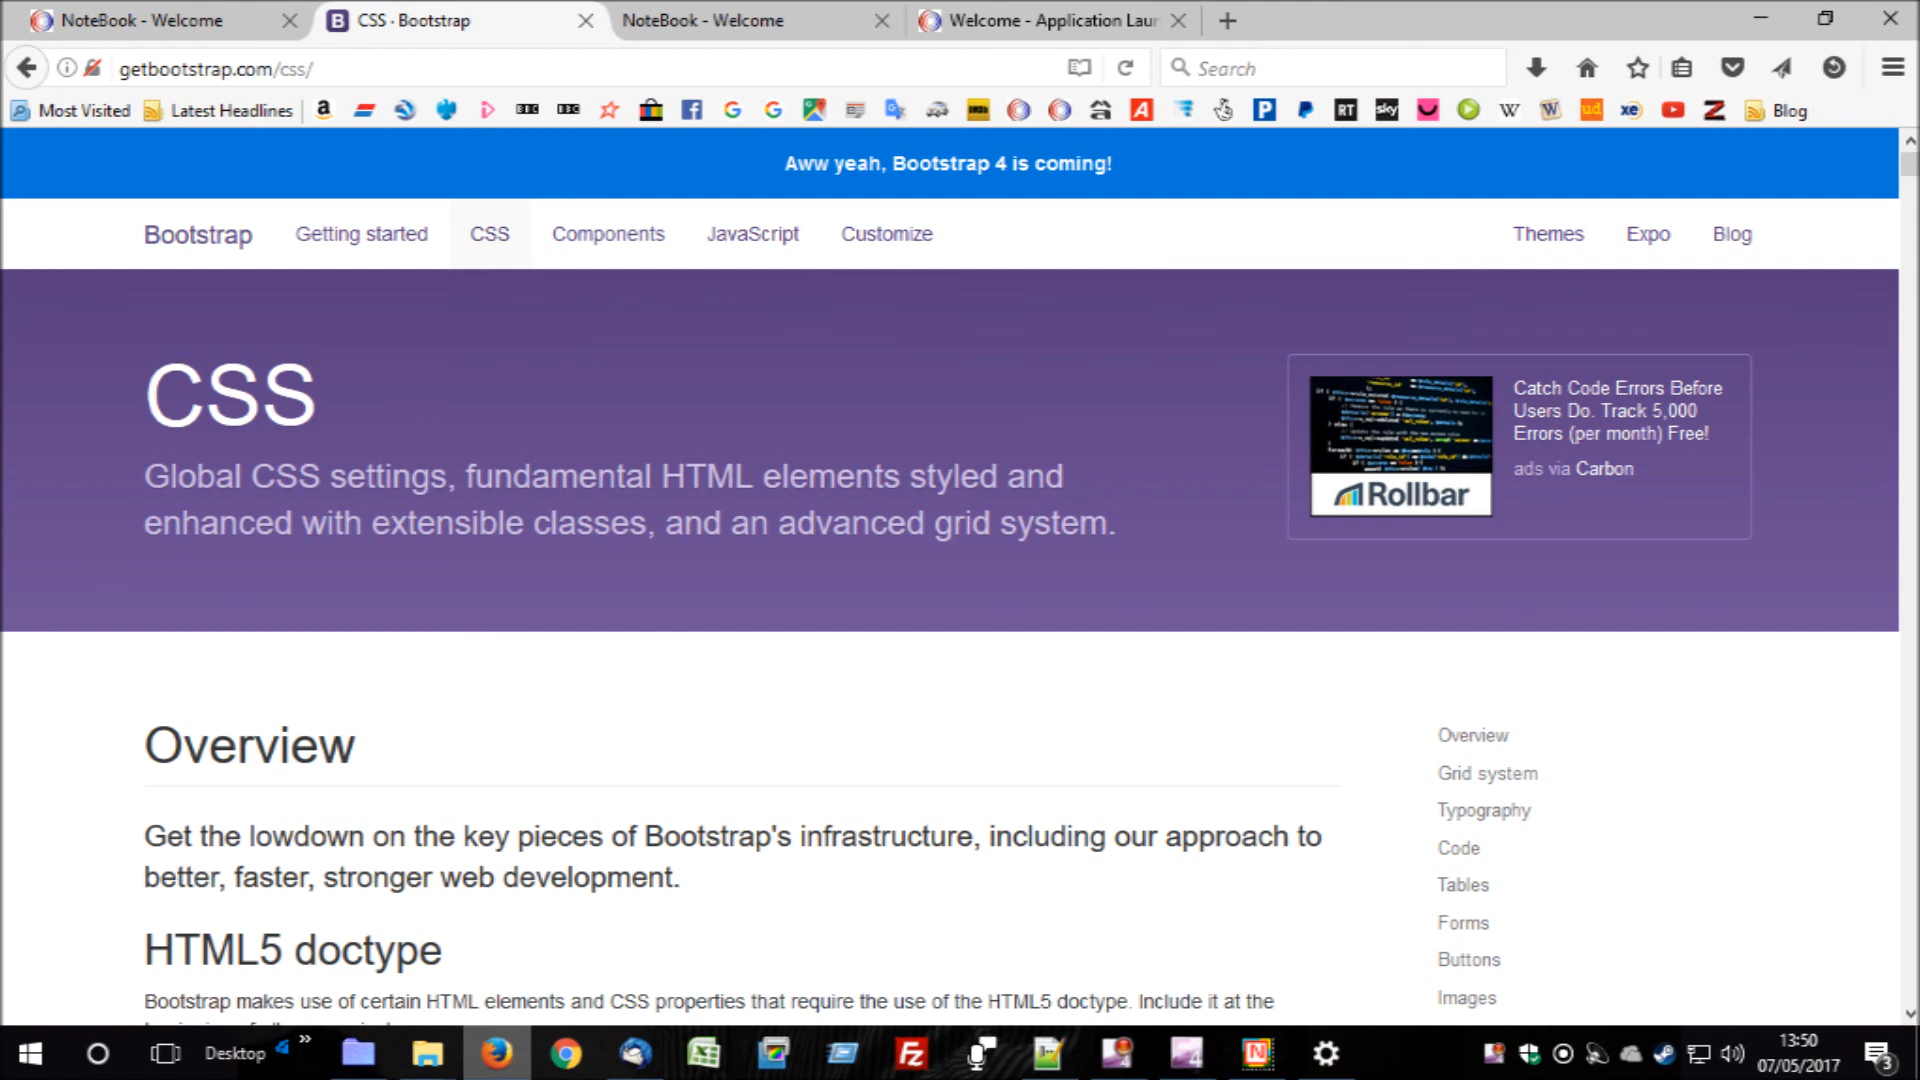 NoteBook - Welcome
CSS · Bootstrap
NoteBook - Welcome
Welcome - Application Laun
getbootstrap.com/css/
Search
Most Visited
Latest Headlines
Blog
Aww yeah, Bootstrap 4 is coming!
Bootstrap
Getting started
CSS
Components
JavaScript
Customize
Themes
Expo
Blog
CSS
Global CSS settings, fundamental HTML elements styled and
enhanced with extensible classes, and an advanced grid system.
Catch Code Errors Before
Users Do. Track 5,000
Errors (per month) Free!
ads via Carbon
Rollbar
Overview
Get the lowdown on the key pieces of Bootstrap's infrastructure, including our approach to
better, faster, stronger web development.
HTML5 doctype
Bootstrap makes use of certain HTML elements and CSS properties that require the use of the HTML5 doctype. Include it at the
Overview
Grid system
Typography
Code
Tables
Forms
Buttons
Images
Desktop
13:50
07/05/2017
3